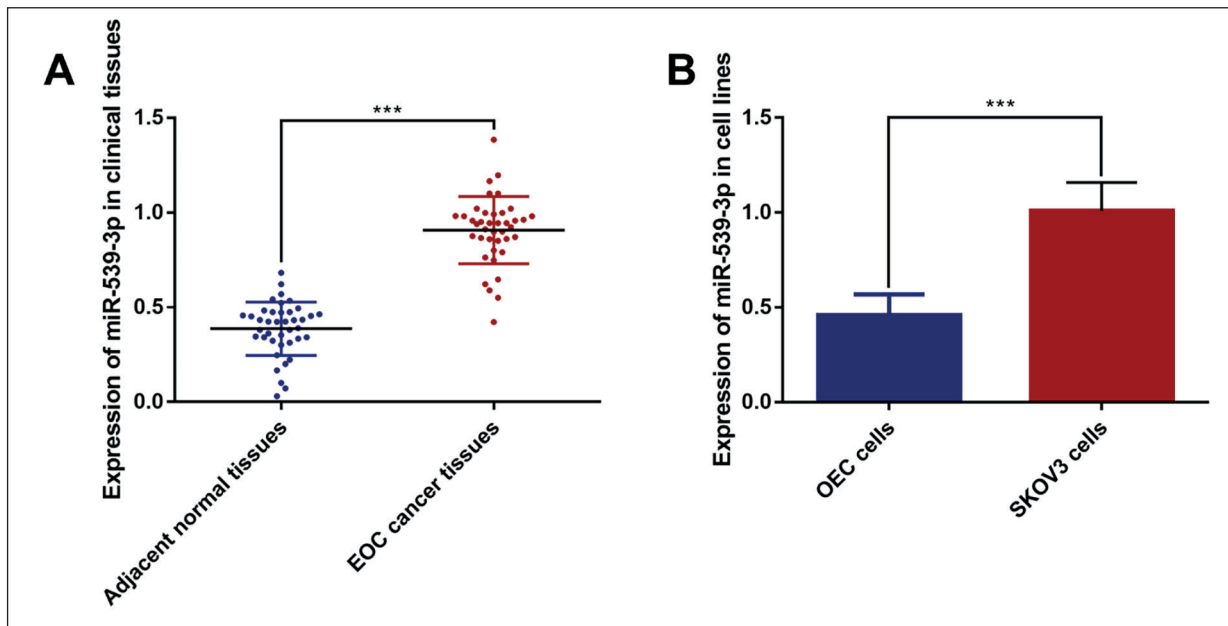 A
Expression of miR-539-3p in clinical tissues
1.5
1.0
0.5
0.0
***
Adjacent normal tissues
EOC cancer tissues
B
Expression of miR-539-3p in cell lines
1.5
1.0
0.5
0.0
***
OEC cells
SKOV3 cells